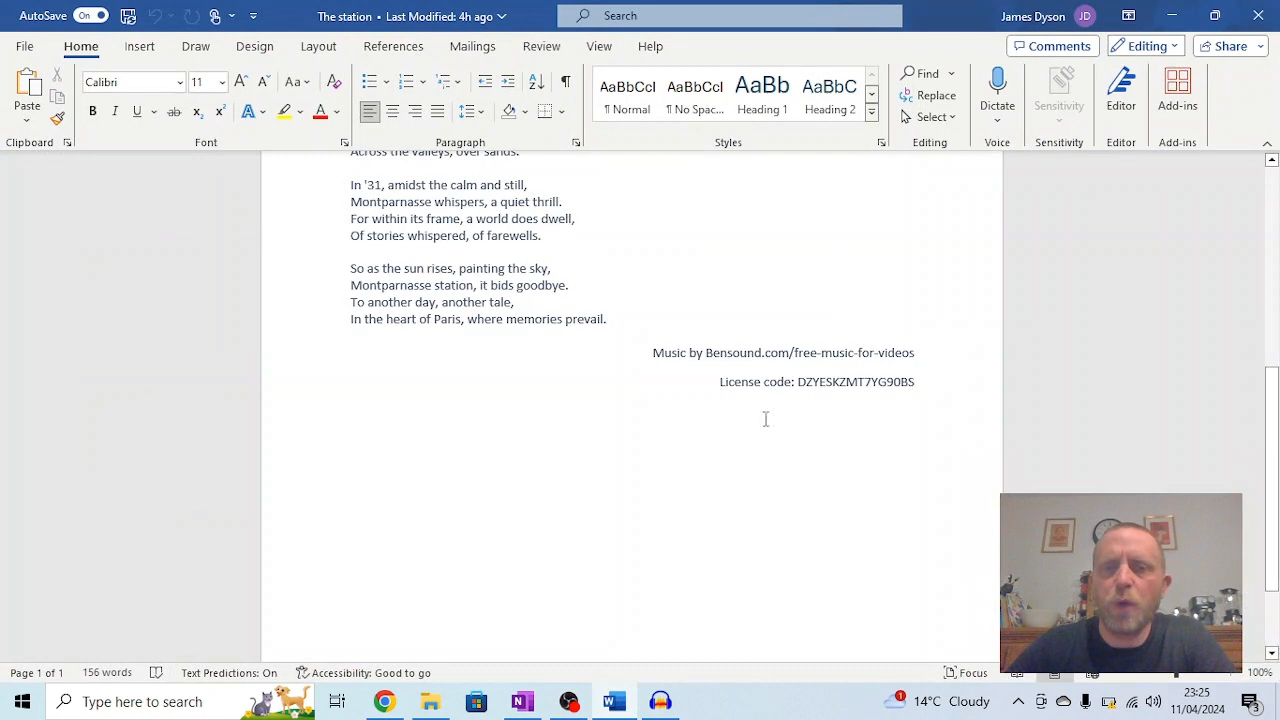 AutoSave On The station • Last Modified: 4h ago Search James Dyson JD
File Home Insert Draw Design Layout References Mailings Review View Help Comments Editing Share
Paste Calibri 11 Aa AaBbCcI ¶ Normal AaBbCcI ¶ No Spac... AaBb Heading 1 AaBbC Heading 2 Find Replace Select Dictate Sensitivity Editor Add-ins
B I U ab x₂ x² A A
Clipboard Font Paragraph Styles Editing Voice Sensitivity Editor Add-ins
Across the valleys, over sands.
In '31, amidst the calm and still,
Montparnasse whispers, a quiet thrill.
For within its frame, a world does dwell,
Of stories whispered, of farewells.
So as the sun rises, painting the sky,
Montparnasse station, it bids goodbye.
To another day, another tale,
In the heart of Paris, where memories prevail.
Music by Bensound.com/free-music-for-videos
License code: DZYESKZMT7YG90BS
Page 1 of 1 156 words Text Predictions: On Accessibility: Good to go Focus 100%
Type here to search 1 14°C Cloudy 23:25
11/04/2024 3